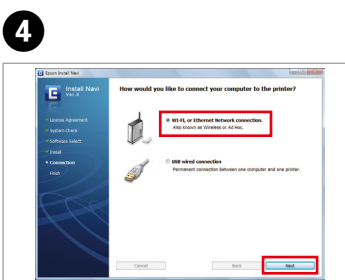 4
Epson Install Navi
Install Navi
Ver.3
How would you like to connect your computer to the printer?
License Agreement
System Check
Software Select
Install
Connection
Finish
Wi-Fi, or Ethernet Network connection.
Also known as Wireless or Ad Hoc.
USB wired connection
Permanent connection between one computer and one printer.
Cancel
Back
Next